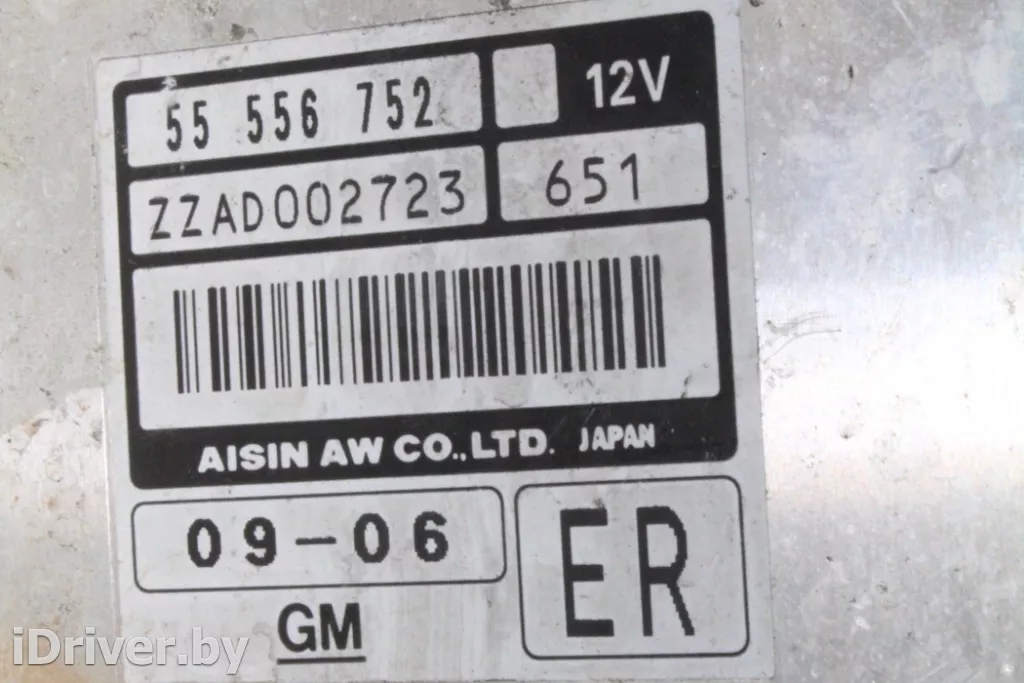 55 556 752 12V
ZZAD002723 651
AISIN AW CO.,LTD. JAPAN
09-06 ER
GM
iDriver.by